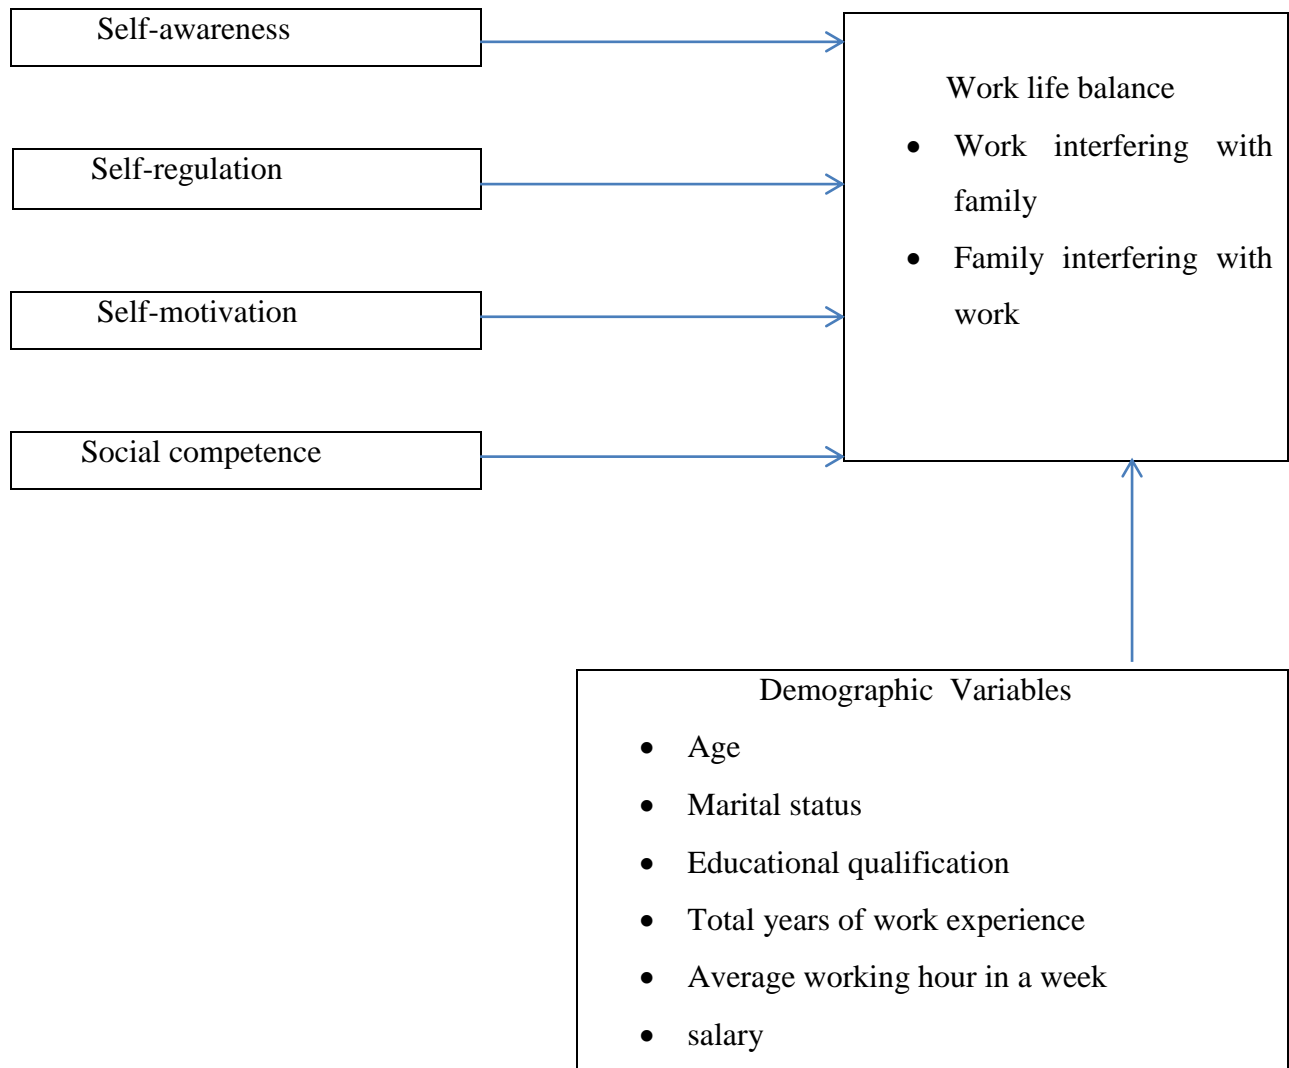 Self-awareness
Self-regulation
Self-motivation
Social competence
Work life balance
• Work interfering with
family
• Family interfering with
work
Demographic Variables
• Age
• Marital status
• Educational qualification
• Total years of work experience
• Average working hour in a week
• salary